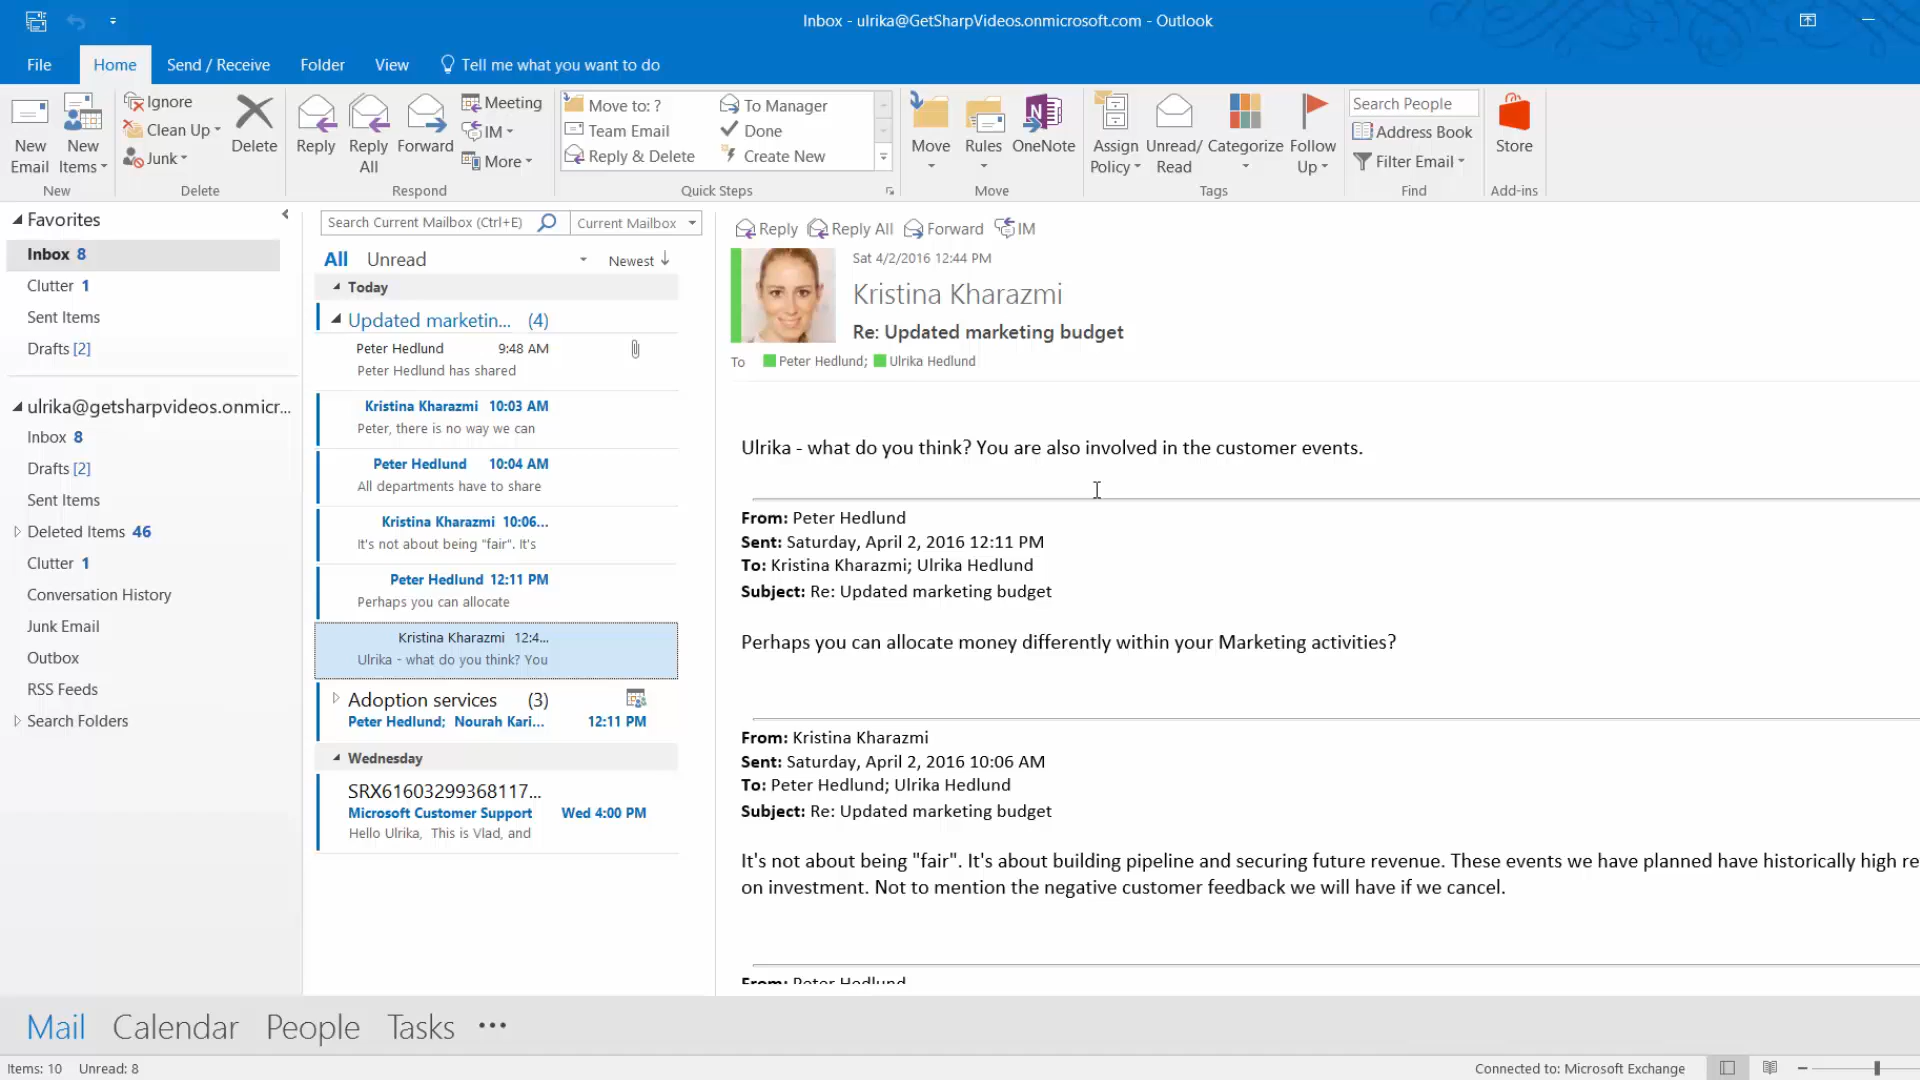 Inbox - ulrika@GetSharpVideos.onmicrosoft.com - Outlook
File Home Send / Receive Folder View Tell me what you want to do
New Email
New Items
New
Ignore
Clean Up
Junk
Delete
Delete
Reply
Reply All
Forward
Meeting
IM
More
Respond
Move to: ?
Team Email
Reply & Delete
To Manager
Done
Create New
Quick Steps
Move
Rules
OneNote
Move
Assign Policy
Unread/ Read
Categorize
Follow Up
Tags
Search People
Address Book
Filter Email
Find
Store
Add-ins
Favorites
Inbox 8
Clutter 1
Sent Items
Drafts [2]
ulrika@getsharpvideos.onmicr...
Inbox 8
Drafts [2]
Sent Items
Deleted Items 46
Clutter 1
Conversation History
Junk Email
Outbox
RSS Feeds
Search Folders
Search Current Mailbox (Ctrl+E) Current Mailbox
All Unread Newest
Today
Updated marketin... (4)
Peter Hedlund 9:48 AM
Peter Hedlund has shared
Kristina Kharazmi 10:03 AM
Peter, there is no way we can
Peter Hedlund 10:04 AM
All departments have to share
Kristina Kharazmi 10:06...
It's not about being "fair". It's
Peter Hedlund 12:11 PM
Perhaps you can allocate
Kristina Kharazmi 12:4...
Ulrika - what do you think? You
Adoption services (3)
Peter Hedlund; Nourah Kari... 12:11 PM
Wednesday
SRX61603299368117...
Microsoft Customer Support Wed 4:00 PM
Hello Ulrika, This is Vlad, and
Reply Reply All Forward IM
Sat 4/2/2016 12:44 PM
Kristina Kharazmi
Re: Updated marketing budget
To Peter Hedlund; Ulrika Hedlund
Ulrika - what do you think? You are also involved in the customer events.
From: Peter Hedlund
Sent: Saturday, April 2, 2016 12:11 PM
To: Kristina Kharazmi; Ulrika Hedlund
Subject: Re: Updated marketing budget
Perhaps you can allocate money differently within your Marketing activities?
From: Kristina Kharazmi
Sent: Saturday, April 2, 2016 10:06 AM
To: Peter Hedlund; Ulrika Hedlund
Subject: Re: Updated marketing budget
It's not about being "fair". It's about building pipeline and securing future revenue. These events we have planned have historically high re
on investment. Not to mention the negative customer feedback we will have if we cancel.
From: Peter Hedlund
Mail Calendar People Tasks •••
Items: 10 Unread: 8
Connected to: Microsoft Exchange